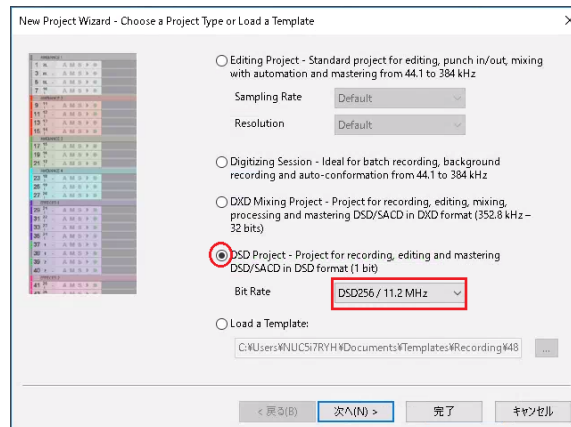 New Project Wizard - Choose a Project Type or Load a Template
Editing Project - Standard project for editing, punch in/out, mixing
with automation and mastering from 44.1 to 384 kHz
Sampling Rate
Default
Resolution
Default
Digitizing Session - Ideal for batch recording, background
recording and auto-conformation from 44.1 to 384 kHz
DXD Mixing Project - Project for recording, editing, mixing,
processing and mastering DSD/SACD in DXD format (352.8 kHz –
32 bits)
DSD Project - Project for recording, editing and mastering
DSD/SACD in DSD format (1 bit)
Bit Rate
DSD256 / 11.2 MHz
Load a Template:
C:¥Users¥NUC5i7RYH¥Documents¥Templates¥Recording¥48
...
< 戻る(B)
次へ(N) >
完了
キャンセル